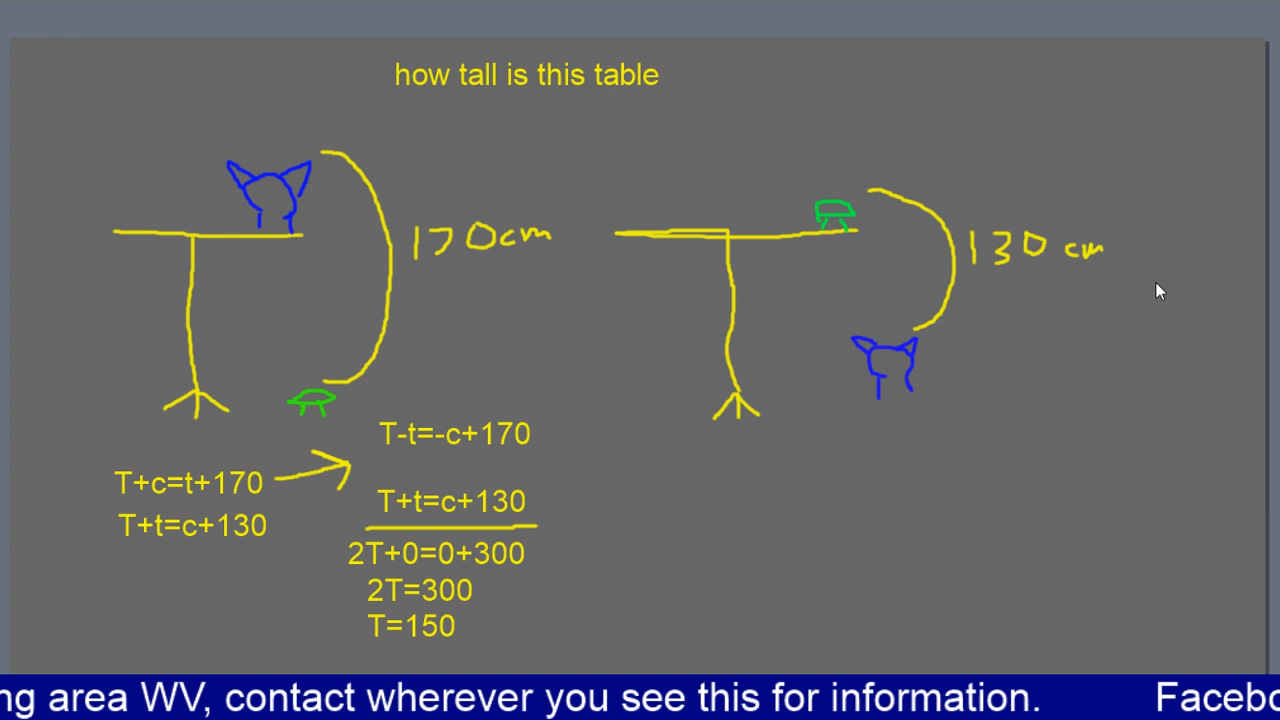 how tall is this table
170cm
130 cm
T-t=-c+170
T+c=t+170
T+t=c+130
T+t=c+130
2T+0=0+300
2T=300
T=150
ng area WV, contact wherever you see this for information. Facebo